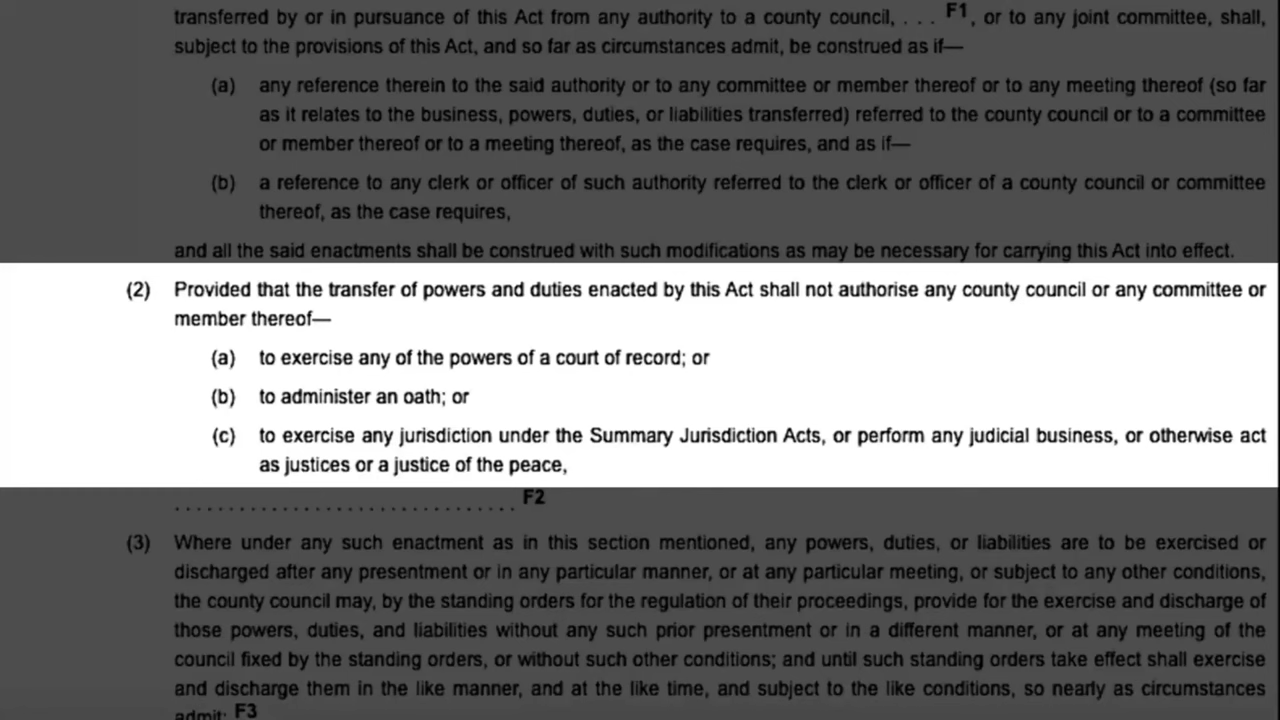 transferred by or in pursuance of this Act from any authority to a county council, . . . F1, or to any joint committee, shall,
subject to the provisions of this Act, and so far as circumstances admit, be construed as if—
(a) any reference therein to the said authority or to any committee or member thereof or to any meeting thereof (so far
as it relates to the business, powers, duties, or liabilities transferred) referred to the county council or to a committee
or member thereof or to a meeting thereof, as the case requires, and as if—
(b) a reference to any clerk or officer of such authority referred to the clerk or officer of a county council or committee
thereof, as the case requires,
and all the said enactments shall be construed with such modifications as may be necessary for carrying this Act into effect.
(2) Provided that the transfer of powers and duties enacted by this Act shall not authorise any county council or any committee or
member thereof—
(a) to exercise any of the powers of a court of record; or
(b) to administer an oath; or
(c) to exercise any jurisdiction under the Summary Jurisdiction Acts, or perform any judicial business, or otherwise act
as justices or a justice of the peace,
. . . . . . . . . . . . . . . . . . . . . . . . . . . . . . . . F2
(3) Where under any such enactment as in this section mentioned, any powers, duties, or liabilities are to be exercised or
discharged after any presentment or in any particular manner, or at any particular meeting, or subject to any other conditions,
the county council may, by the standing orders for the regulation of their proceedings, provide for the exercise and discharge of
those powers, duties, and liabilities without any such prior presentment or in a different manner, or at any meeting of the
council fixed by the standing orders, or without such other conditions; and until such standing orders take effect shall exercise
and discharge them in the like manner, and at the like time, and subject to the like conditions, so nearly as circumstances
admit: F3